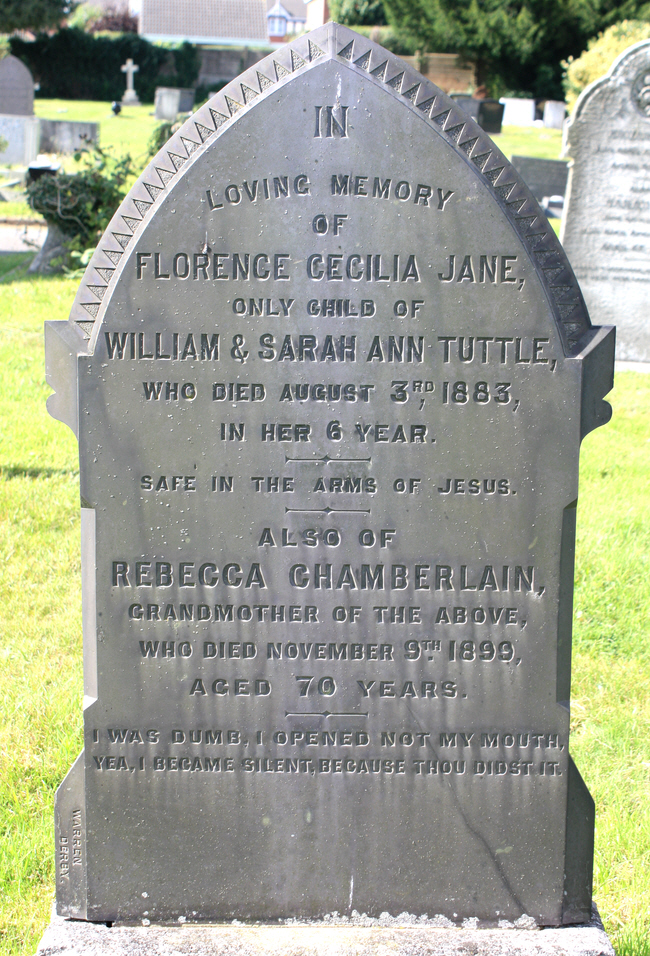 IN
LOVING MEMORY
OF
FLORENCE CECILIA JANE,
ONLY CHILD OF
WILLIAM & SARAH ANN TUTTLE,
WHO DIED AUGUST 3RD, 1883,
IN HER 6 YEAR.
SAFE IN THE ARMS OF JESUS.
ALSO OF
REBECCA CHAMBERLAIN,
GRANDMOTHER OF THE ABOVE,
WHO DIED NOVEMBER 9TH 1899,
AGED 70 YEARS.
I WAS DUMB, I OPENED NOT MY MOUTH,
YEA, I BECAME SILENT, BECAUSE THOU DIDST IT.
WARREN
DERBY